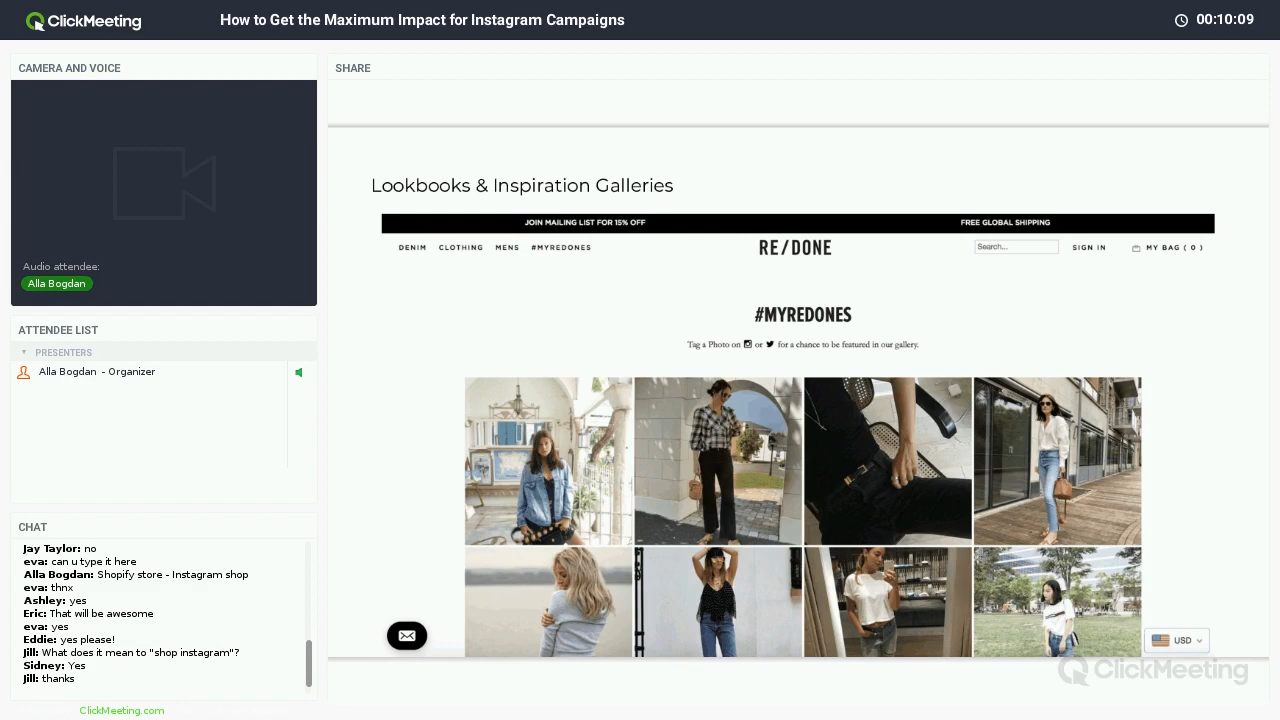 ClickMeeting
How to Get the Maximum Impact for Instagram Campaigns
00:10:09
CAMERA AND VOICE
Audio attendee:
Alla Bogdan
ATTENDEE LIST
PRESENTERS
Alla Bogdan - Organizer
CHAT
Jay Taylor: no
eva: can u type it here
Alla Bogdan: Shopify store - Instagram shop
eva: thnx
Ashley: yes
Eric: That will be awesome
eva: yes
Eddie: yes please!
Jill: What does it mean to "shop instagram"?
Sidney: Yes
Jill: thanks
ClickMeeting.com
SHARE
Lookbooks & Inspiration Galleries
JOIN MAILING LIST FOR 15% OFF
FREE GLOBAL SHIPPING
DENIM CLOTHING MENS #MYREDONES
RE/DONE
Search...
SIGN IN
MY BAG ( 0 )
#MYREDONES
Tag a Photo on or for a chance to be featured in our gallery.
USD
ClickMeeting